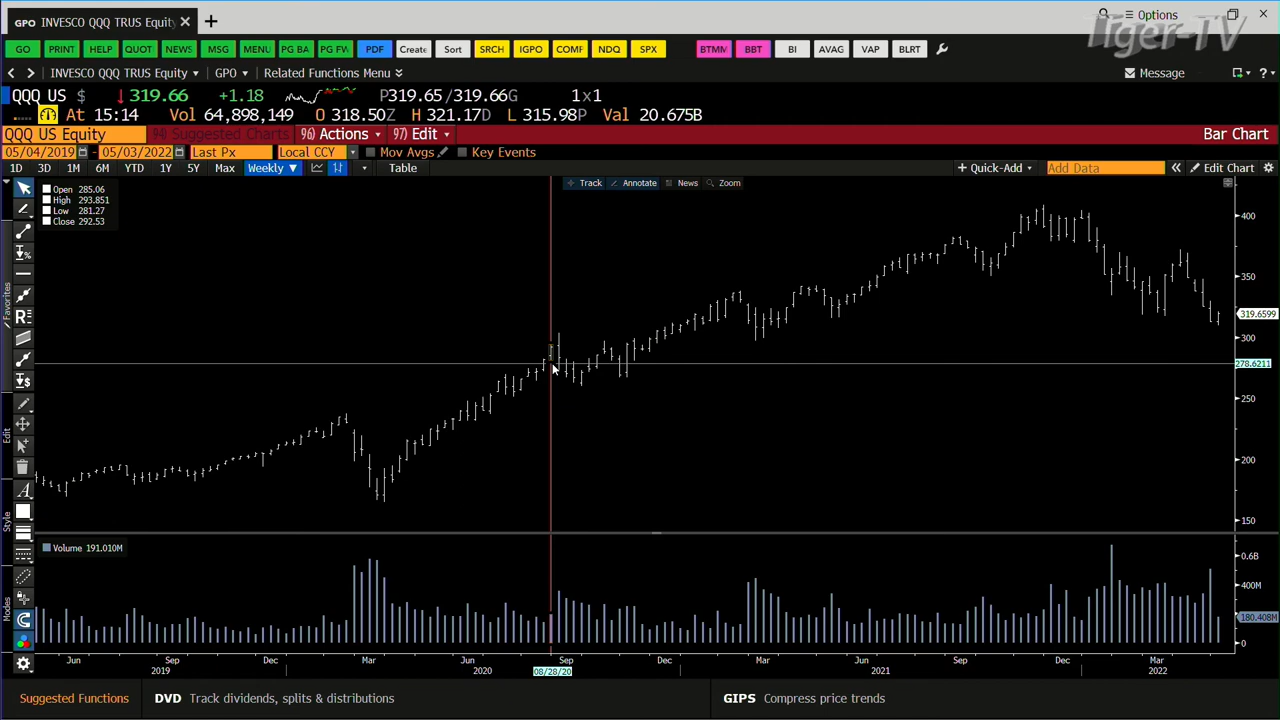 GPO INVESCO QQQ TRUS Equity
Options
Tiger-TV
GO PRINT HELP QUOT NEWS MSG MENU PG BA PG FW PDF Create Sort SRCH IGPO COMF NDQ SPX BTMM BBT BI AVAG VAP BLRT
INVESCO QQQ TRUS Equity GPO Related Functions Menu Message
QQQ US $ ↓319.66 +1.18 P319.65/319.66G 1x1
At 15:14 Vol 64,898,149 O 318.50Z H 321.17D L 315.98P Val 20.675B
QQQ US Equity 94) Suggested Charts 96) Actions 97) Edit Bar Chart
05/04/2019 - 05/03/2022 Last Px Local CCY Mov Avgs Key Events
1D 3D 1M 6M YTD 1Y 5Y Max Weekly ▼ Table + Quick-Add Add Data « Edit Chart
Track Annotate News Zoom
Open 285.06
High 293.851
Low 281.27
Close 292.53
400
350
319.6599
300
278.6211
250
200
150
Favorites
Edit
Style
Modes
Volume 191.010M
0.6B
400M
180.408M
0
Jun Sep Dec Mar Jun Sep Dec Mar Jun Sep Dec Mar
2019 2020 08/28/20 2021 2022
Suggested Functions DVD Track dividends, splits & distributions GIPS Compress price trends